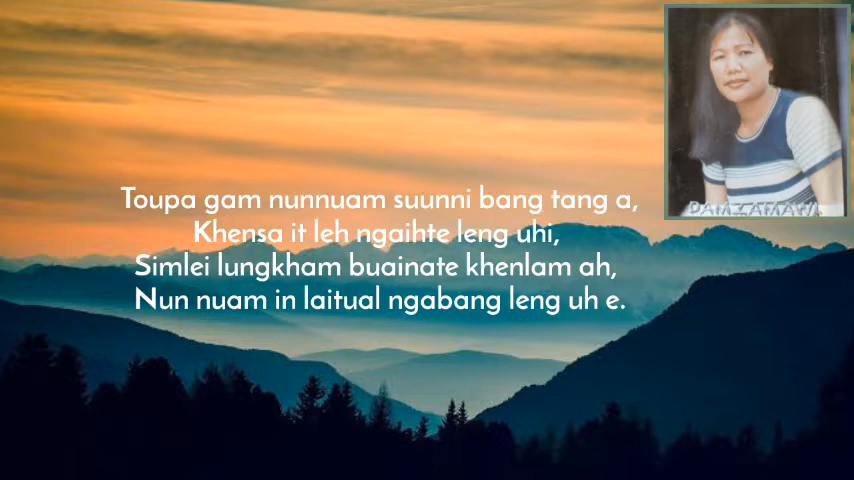 Toupa gam nunnuam suunni bang tang a,
Khensa it leh ngaihte leng uhi,
Simlei lungkham buainate khenlam ah,
Nun nuam in laitual ngabang leng uh e.
DAMZAMAWI